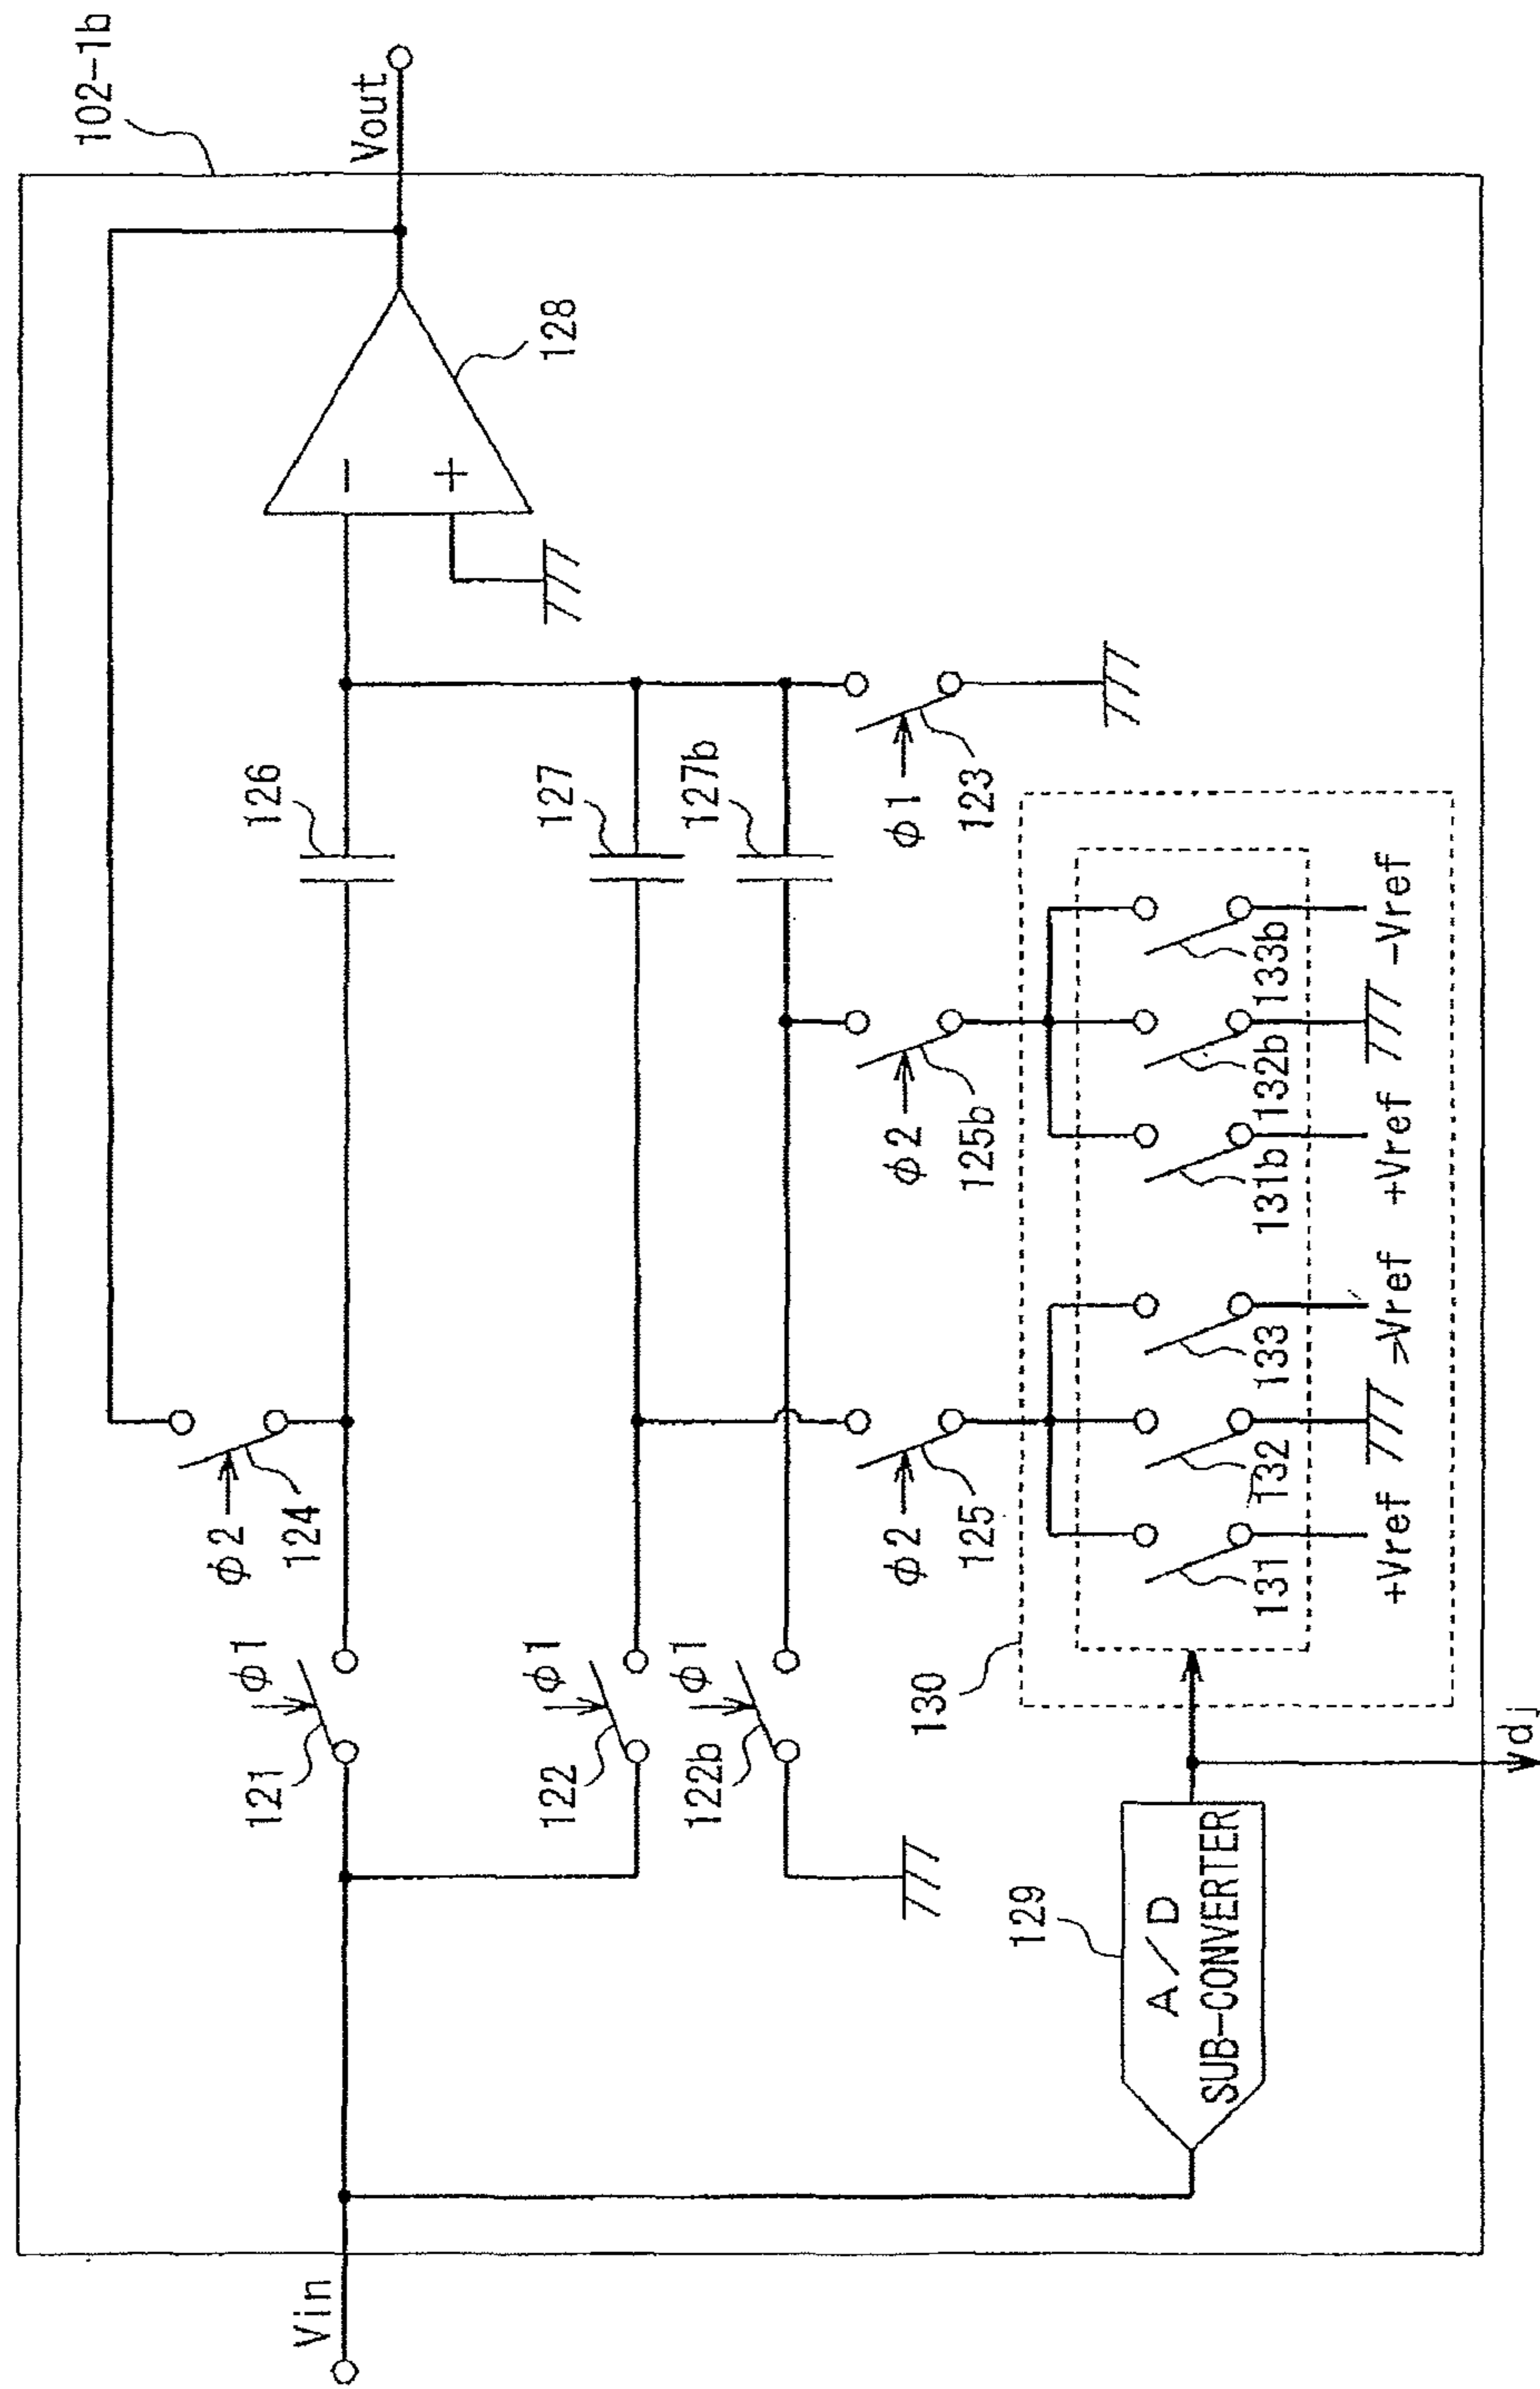 102-1b
Vin
Vout
φ2
124
φ1
121
126
−
+
128
φ1
122
127
φ1
122b
127b
φ2
125
φ2
125b
φ1
123
130
129
A/D
SUB-CONVERTER
131
132
133
131b
132b
133b
+Vref
-Vref
+Vref
-Vref
dj